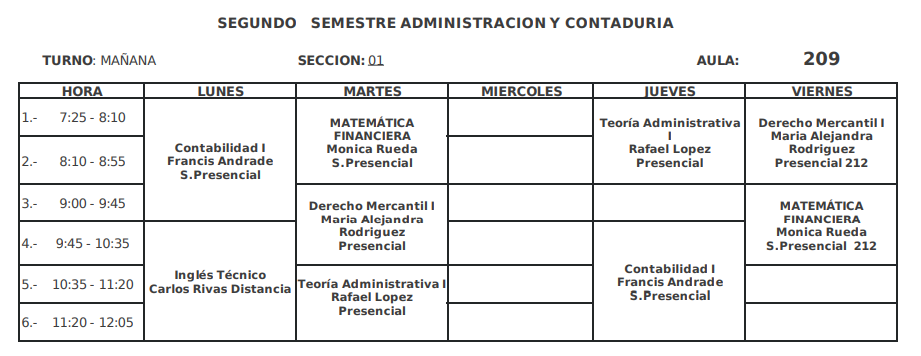 SEGUNDO SEMESTRE ADMINISTRACION Y CONTADURIA
TURNO: MAÑANA SECCION: 01 AULA: 209
HORA LUNES MARTES MIERCOLES JUEVES VIERNES
1.- 7:25 - 8:10
2.- 8:10 - 8:55
3.- 9:00 - 9:45
4.- 9:45 - 10:35
5.- 10:35 - 11:20
6.- 11:20 - 12:05
Contabilidad I
Francis Andrade
S.Presencial
Inglés Técnico
Carlos Rivas Distancia
MATEMÁTICA
FINANCIERA
Monica Rueda
S.Presencial
Derecho Mercantil I
Maria Alejandra
Rodriguez
Presencial
Teoría Administrativa I
Rafael Lopez
Presencial
Teoría Administrativa
I
Rafael Lopez
Presencial
Contabilidad I
Francis Andrade
S.Presencial
Derecho Mercantil I
Maria Alejandra
Rodriguez
Presencial 212
MATEMÁTICA
FINANCIERA
Monica Rueda
S.Presencial 212